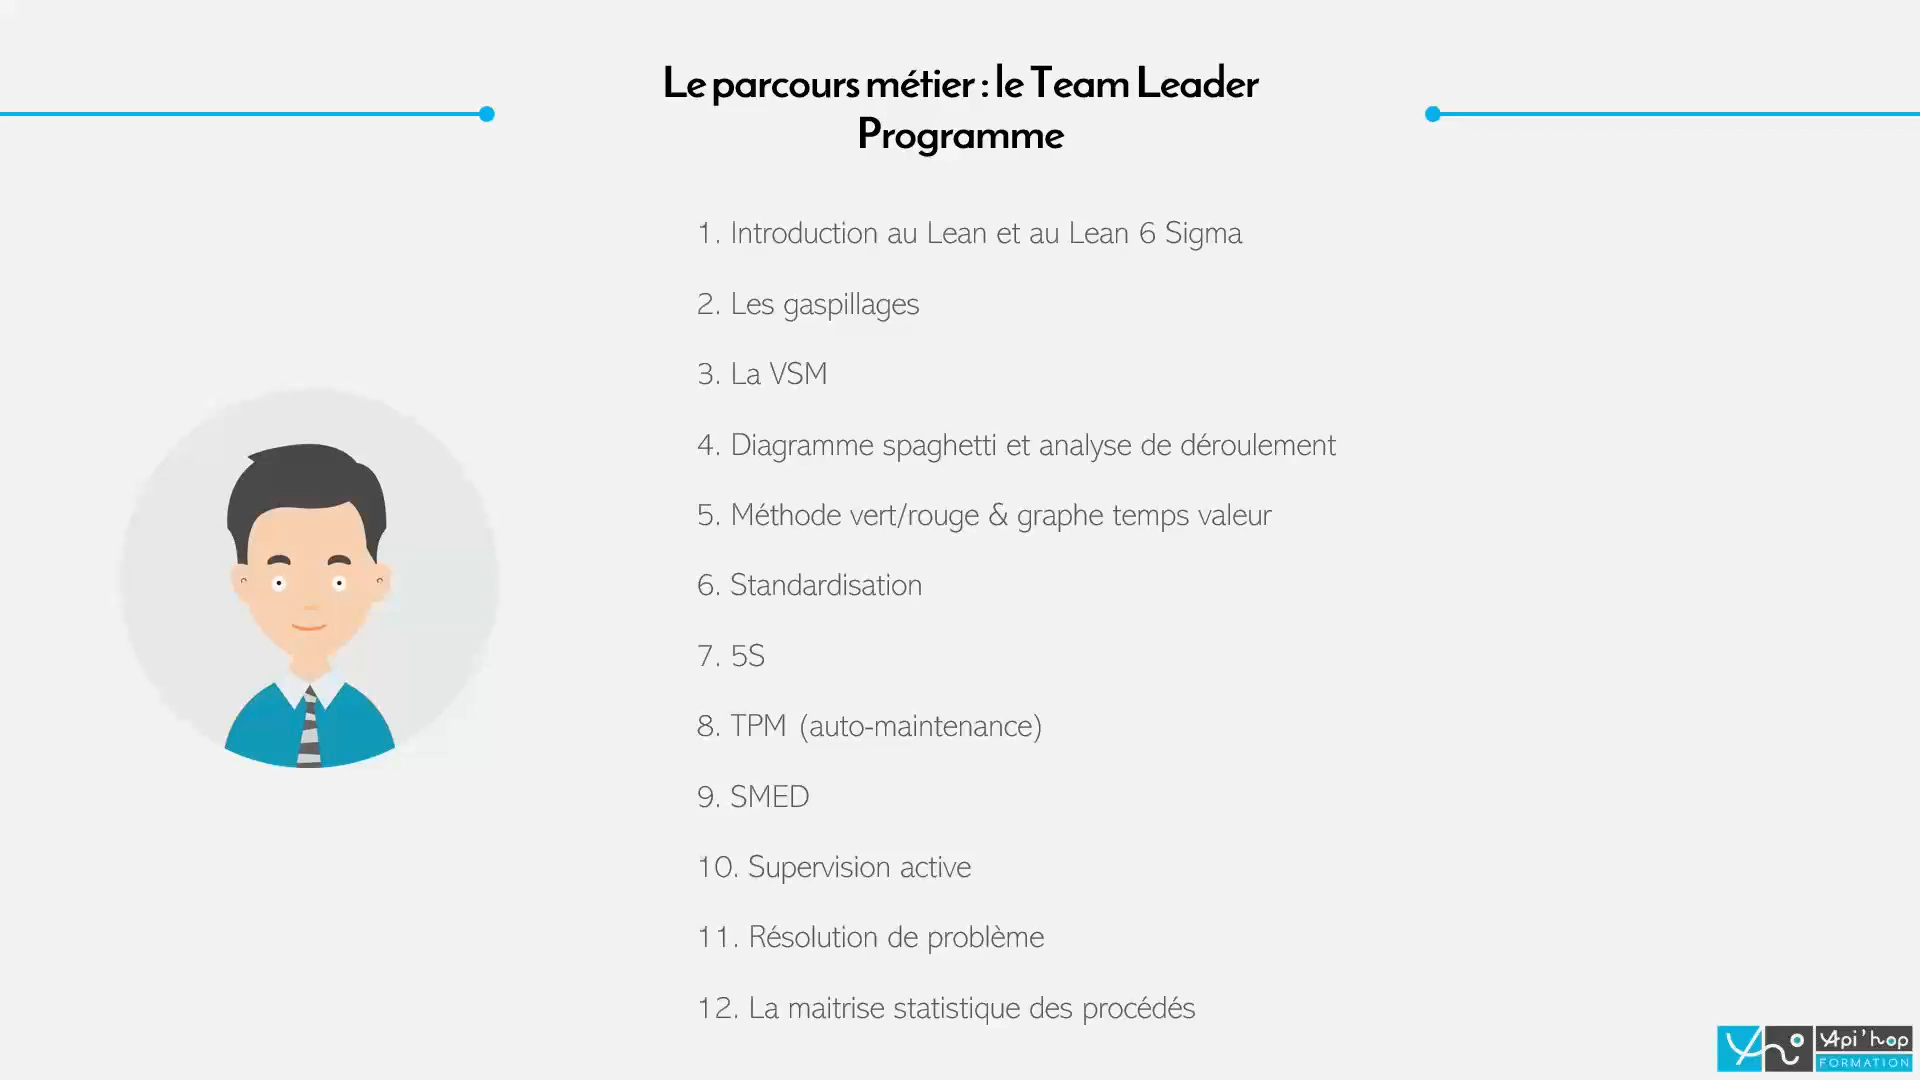 Le parcours métier : le Team Leader
Programme
1. Introduction au Lean et au Lean 6 Sigma
2. Les gaspillages
3. La VSM
4. Diagramme spaghetti et analyse de déroulement
5. Méthode vert/rouge & graphe temps valeur
6. Standardisation
7. 5S
8. TPM (auto-maintenance)
9. SMED
10. Supervision active
11. Résolution de problème
12. La maitrise statistique des procédés
Api'hop
FORMATION